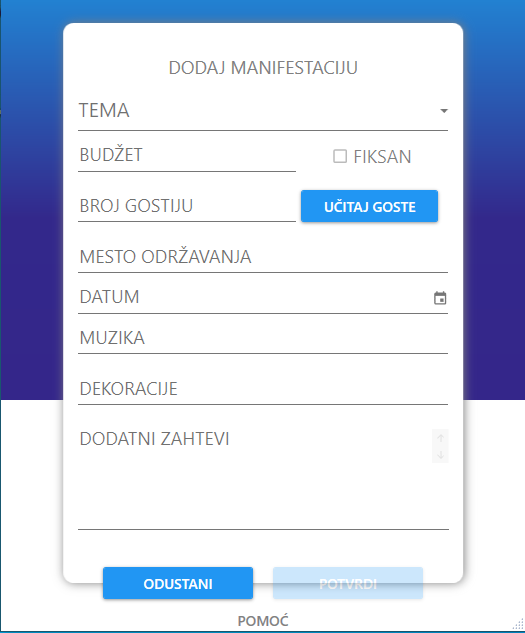 DODAJ MANIFESTACIJU
TEMA
BUDŽET
FIKSAN
BROJ GOSTIJU
UČITAJ GOSTE
MESTO ODRŽAVANJA
DATUM
MUZIKA
DEKORACIJE
DODATNI ZAHTEVI
ODUSTANI
POTVRDI
POMOĆ